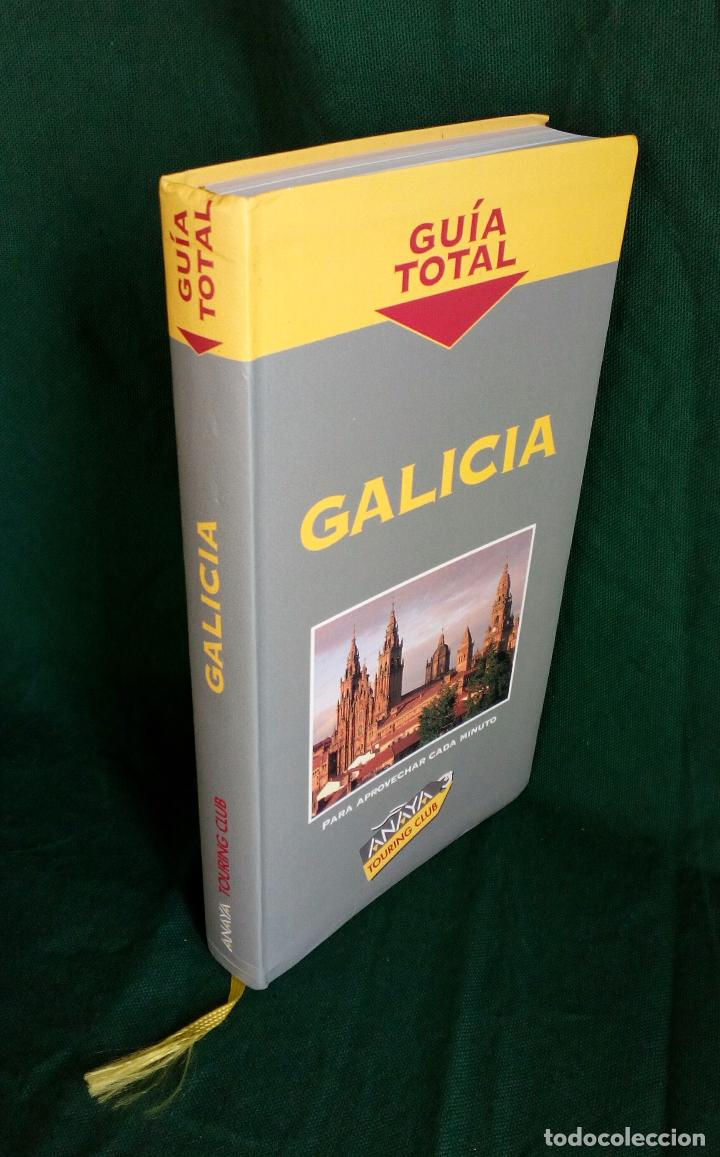 GUÍA
TOTAL
GALICIA
PARA APROVECHAR CADA MINUTO
ANAYA
TOURING CLUB
GUÍA
TOTAL
GALICIA
ANAYA TOURING CLUB
todocoleccion